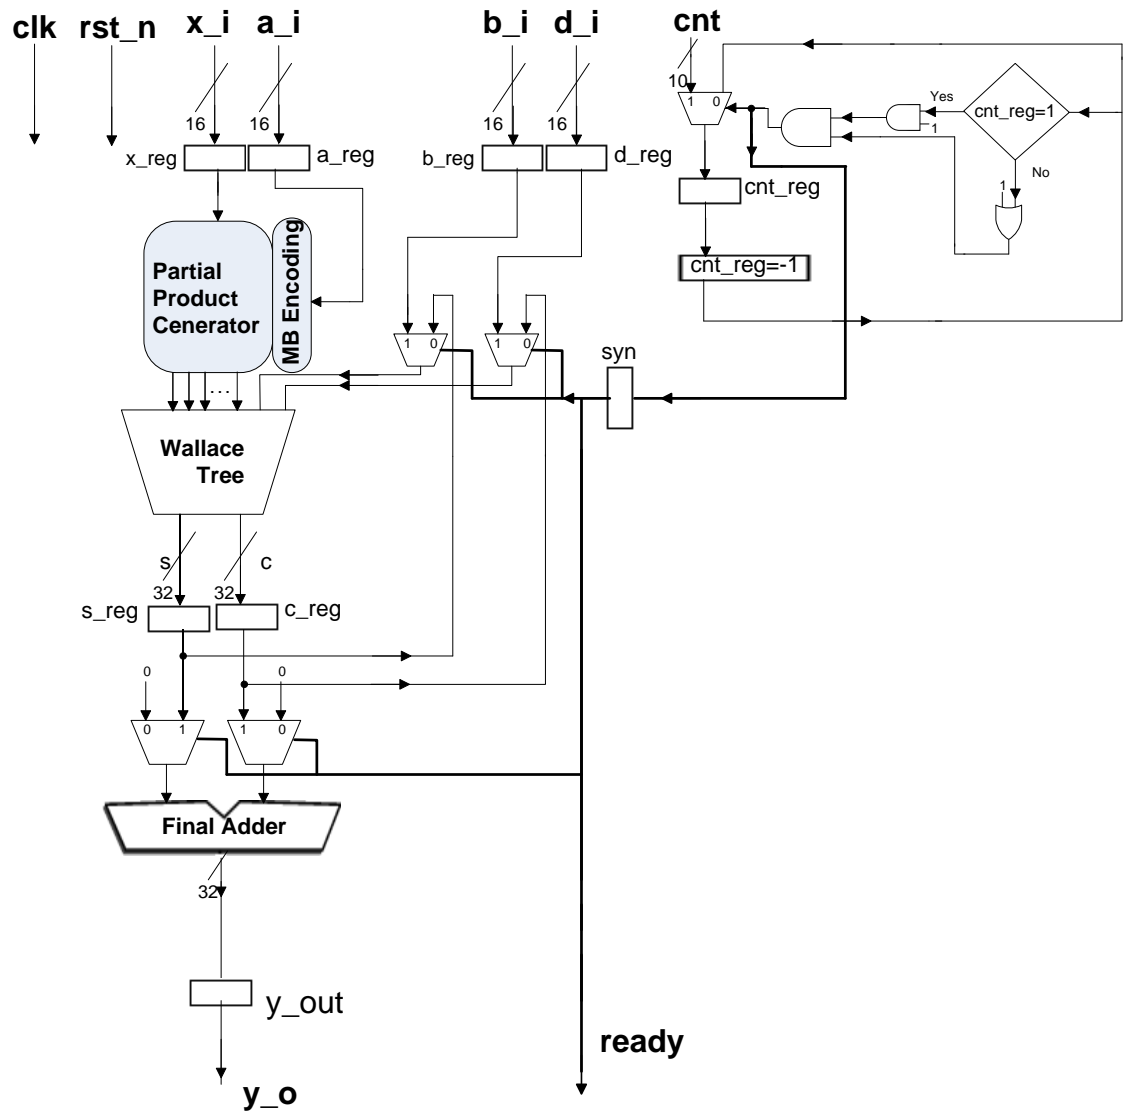 clk rst_n x_i a_i b_i d_i cnt
10
1 0
cnt_reg=1
Yes
1
No
1
16 16 16 16
x_reg a_reg b_reg d_reg
cnt_reg
cnt_reg=-1
Partial
Product
Cenerator
MB Encoding
1 0 1 0
syn
...
Wallace
Tree
s c
32 32
s_reg c_reg
0 0
0 1 1 0
Final Adder
32
y_out
ready
y_o